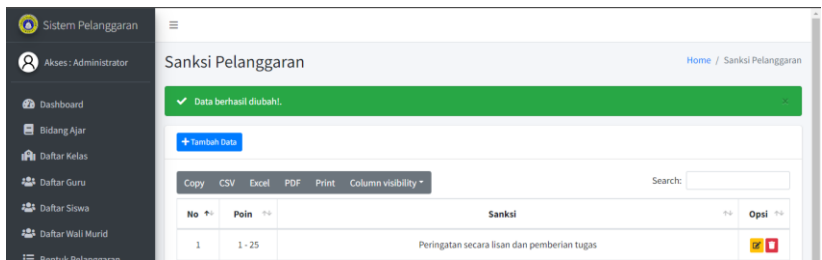 Sistem Pelanggaran
Akses : Administrator
Dashboard
Bidang Ajar
Daftar Kelas
Daftar Guru
Daftar Siswa
Daftar Wali Murid
Bentuk Pelanggaran
Sanksi Pelanggaran
Home / Sanksi Pelanggaran
Data berhasil diubah!.
×
+ Tambah Data
Copy CSV Excel PDF Print Column visibility
Search:
No Poin Sanksi Opsi
1 1 - 25 Peringatan secara lisan dan pemberian tugas